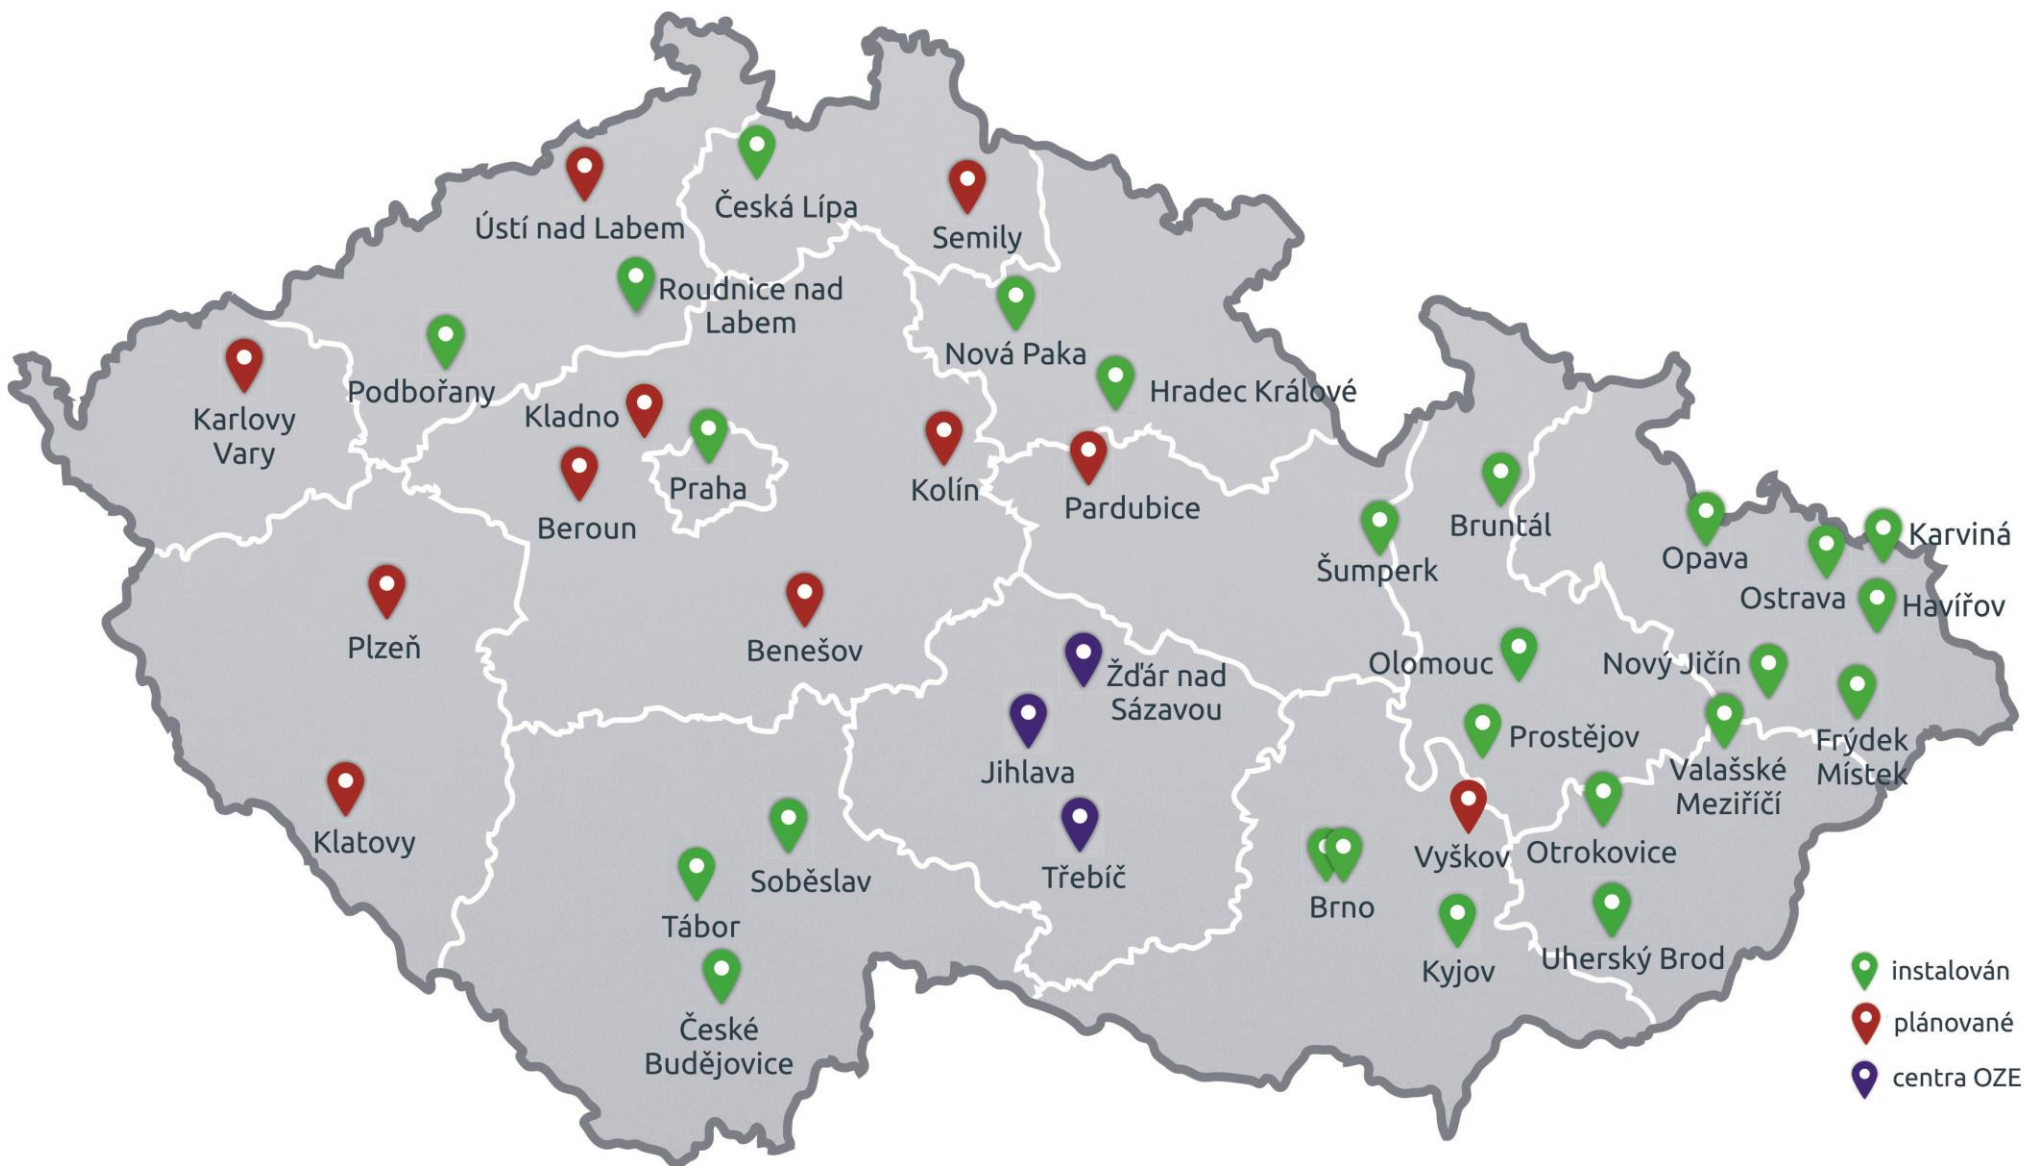 Česká Lípa
Ústí nad Labem
Semily
Roudnice nad
Labem
Nová Paka
Podbořany
Hradec Králové
Karlovy
Vary
Kladno
Praha
Kolín
Pardubice
Beroun
Bruntál
Karviná
Opava
Šumperk
Ostrava
Havířov
Plzeň
Benešov
Olomouc
Nový Jičín
Žďár nad
Sázavou
Prostějov
Frýdek
Místek
Jihlava
Valašské
Meziříčí
Klatovy
Otrokovice
Vyškov
Třebíč
Soběslav
Brno
Tábor
Uherský Brod
Kyjov
České
Budějovice
instalován
plánované
centra OZE